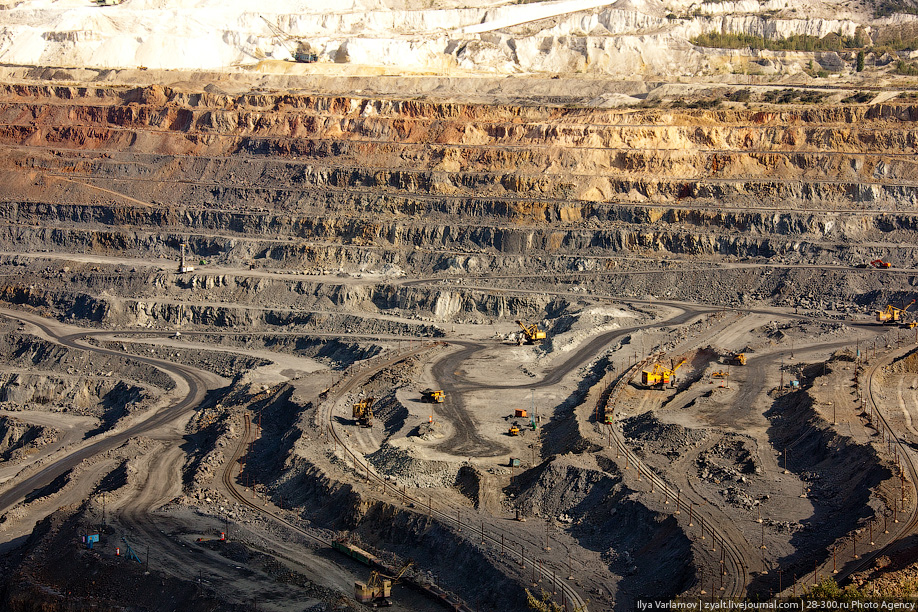 Ilya Varlamov | zyalt.livejournal.com | 28-300.ru Photo Agency